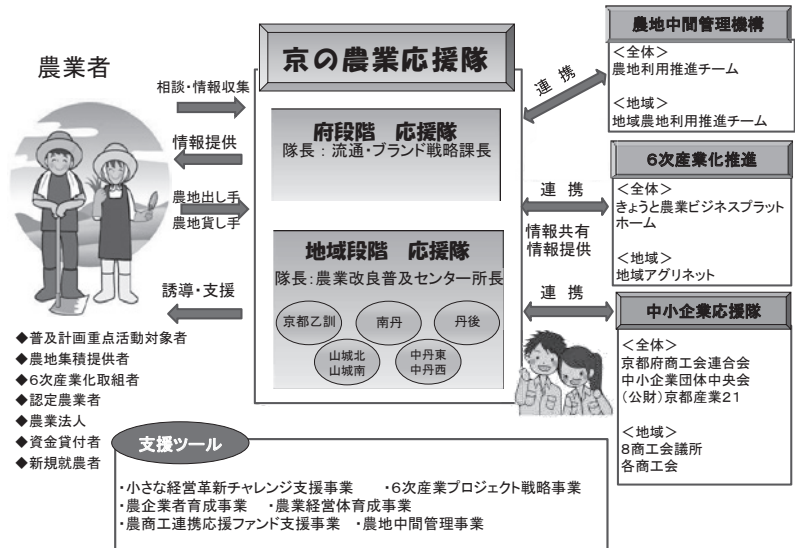 農業者
相談・情報収集
情報提供
農地出し手
農地貸し手
誘導・支援
◆普及計画重点活動対象者
◆農地集積提供者
◆6次産業化取組者
◆認定農業者
◆農業法人
◆資金貸付者
◆新規就農者
京の農業応援隊
府段階 応援隊
隊長：流通・ブランド戦略課長
地域段階 応援隊
隊長：農業改良普及センター所長
京都乙訓
南丹
丹後
山城北
山城南
中丹東
中丹西
連携
連携
情報共有
情報提供
連携
農地中間管理機構
＜全体＞
農地利用推進チーム
＜地域＞
地域農地利用推進チーム
6次産業化推進
＜全体＞
きょうと農業ビジネスプラット
ホーム
＜地域＞
地域アグリネット
中小企業応援隊
＜全体＞
京都府商工会連合会
中小企業団体中央会
(公財)京都産業21
＜地域＞
8商工会議所
各商工会
支援ツール
・小さな経営革新チャレンジ支援事業 ・6次産業プロジェクト戦略事業
・農企業者育成事業 ・農業経営体育成事業
・農商工連携応援ファンド支援事業 ・農地中間管理事業